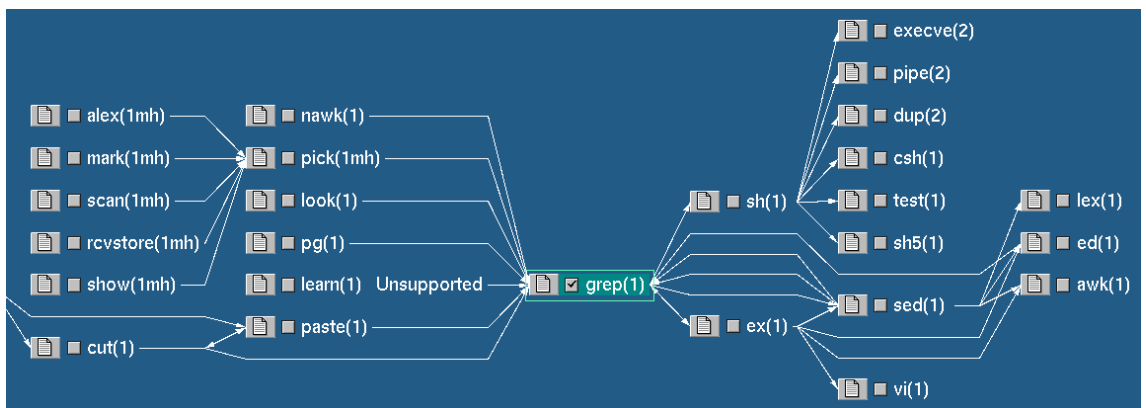 execve(2)
pipe(2)
alex(1mh)
nawk(1)
dup(2)
mark(1mh)
pick(1mh)
csh(1)
scan(1mh)
look(1)
sh(1)
test(1)
lex(1)
rcvstore(1mh)
pg(1)
sh5(1)
ed(1)
show(1mh)
learn(1) Unsupported
grep(1)
awk(1)
sed(1)
paste(1)
ex(1)
cut(1)
vi(1)